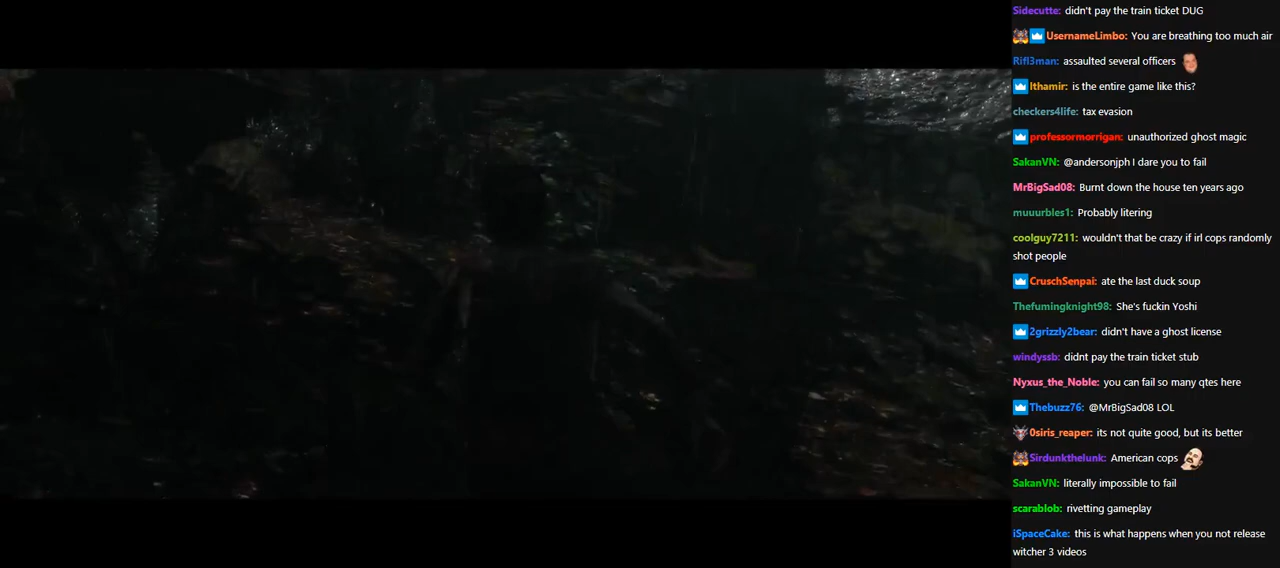 Sidecutte: didn't pay the train ticket DUG
UsernameLimbo: You are breathing too much air
Rifl3man: assaulted several officers
Ithamir: is the entire game like this?
checkers4life: tax evasion
professormorrigan: unauthorized ghost magic
SakanVN: @andersonjph I dare you to fail
MrBigSad08: Burnt down the house ten years ago
muuurbles1: Probably litering
coolguy7211: wouldn't that be crazy if irl cops randomly
shot people
CruschSenpai: ate the last duck soup
Thefumingknight98: She's fuckin Yoshi
2grizzly2bear: didn't have a ghost license
windyssb: didnt pay the train ticket stub
Nyxus_the_Noble: you can fail so many qtes here
Thebuzz76: @MrBigSad08 LOL
0siris_reaper: its not quite good, but its better
Sirdunkthelunk: American cops
SakanVN: literally impossible to fail
scarablob: rivetting gameplay
iSpaceCake: this is what happens when you not release
witcher 3 videos